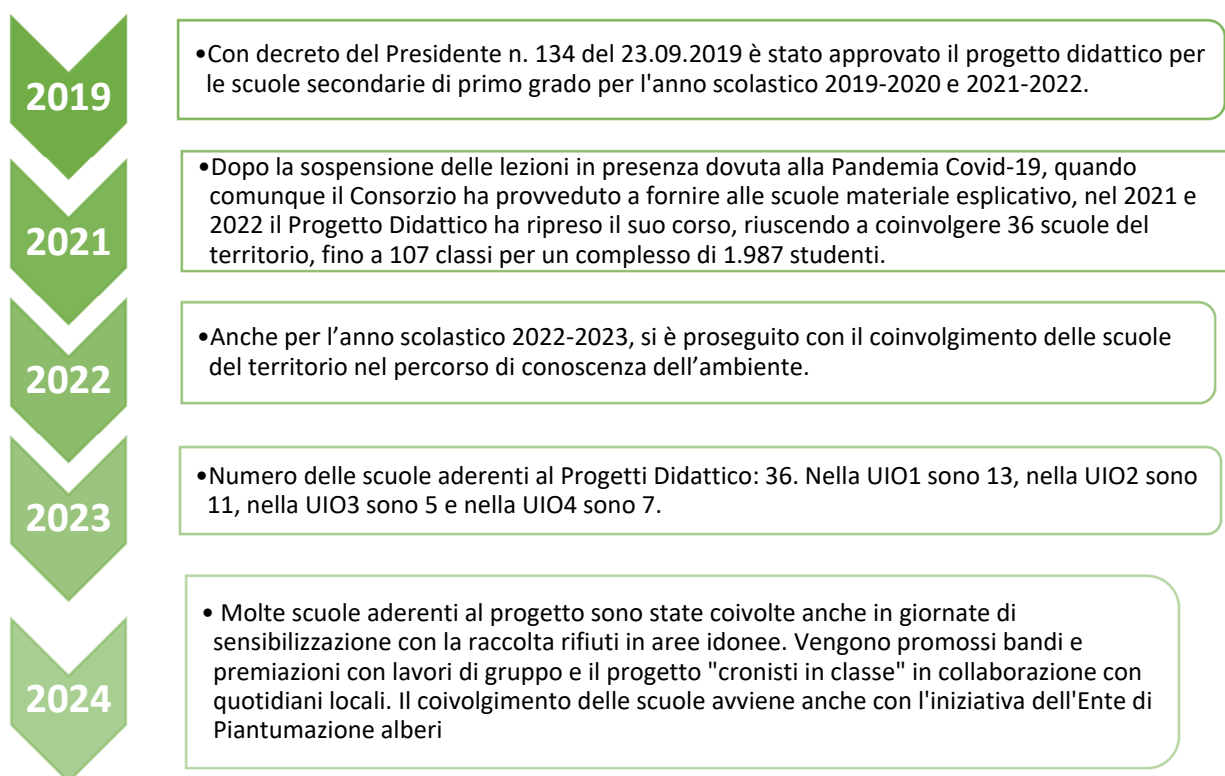 2019
•Con decreto del Presidente n. 134 del 23.09.2019 è stato approvato il progetto didattico per
le scuole secondarie di primo grado per l'anno scolastico 2019-2020 e 2021-2022.
2021
•Dopo la sospensione delle lezioni in presenza dovuta alla Pandemia Covid-19, quando
comunque il Consorzio ha provveduto a fornire alle scuole materiale esplicativo, nel 2021 e
2022 il Progetto Didattico ha ripreso il suo corso, riuscendo a coinvolgere 36 scuole del
territorio, fino a 107 classi per un complesso di 1.987 studenti.
2022
•Anche per l’anno scolastico 2022-2023, si è proseguito con il coinvolgimento delle scuole
del territorio nel percorso di conoscenza dell’ambiente.
2023
•Numero delle scuole aderenti al Progetti Didattico: 36. Nella UIO1 sono 13, nella UIO2 sono
11, nella UIO3 sono 5 e nella UIO4 sono 7.
2024
• Molte scuole aderenti al progetto sono state coivolte anche in giornate di
sensibilizzazione con la raccolta rifiuti in aree idonee. Vengono promossi bandi e
premiazioni con lavori di gruppo e il progetto "cronisti in classe" in collaborazione con
quotidiani locali. Il coivolgimento delle scuole avviene anche con l'iniziativa dell'Ente di
Piantumazione alberi